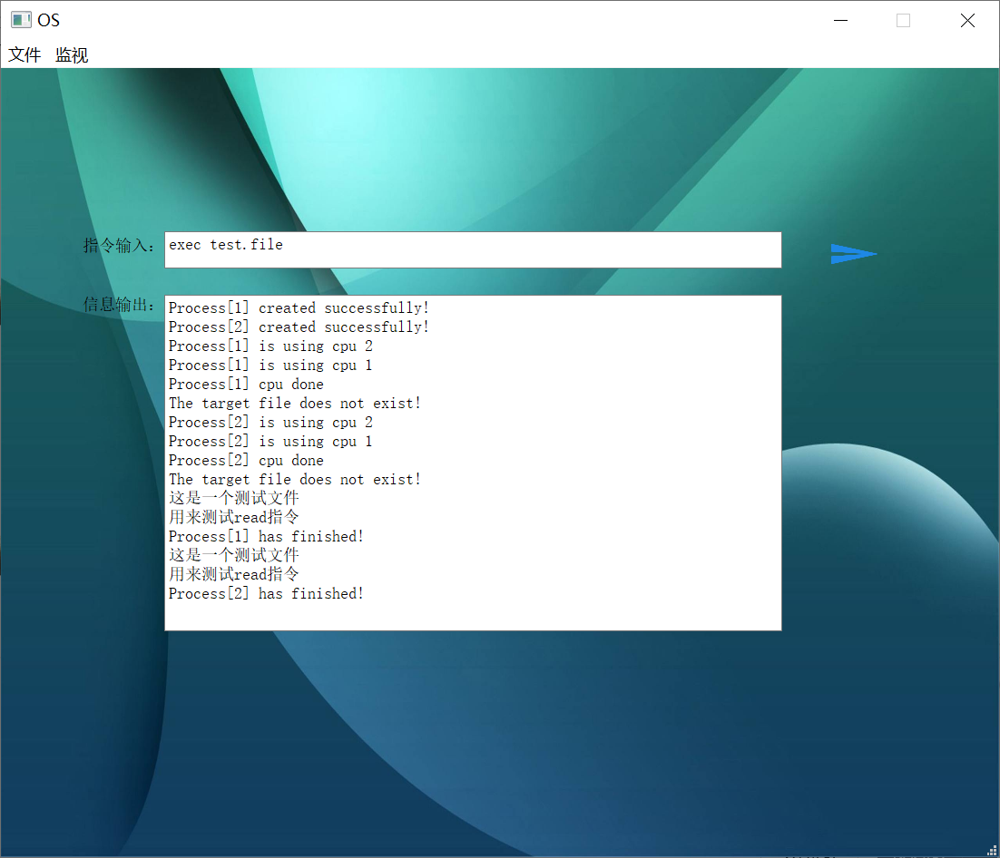 OS
文件 监视
指令输入： exec test.file
信息输出：
Process[1] created successfully!
Process[2] created successfully!
Process[1] is using cpu 2
Process[1] is using cpu 1
Process[1] cpu done
The target file does not exist!
Process[2] is using cpu 2
Process[2] is using cpu 1
Process[2] cpu done
The target file does not exist!
这是一个测试文件
用来测试read指令
Process[1] has finished!
这是一个测试文件
用来测试read指令
Process[2] has finished!